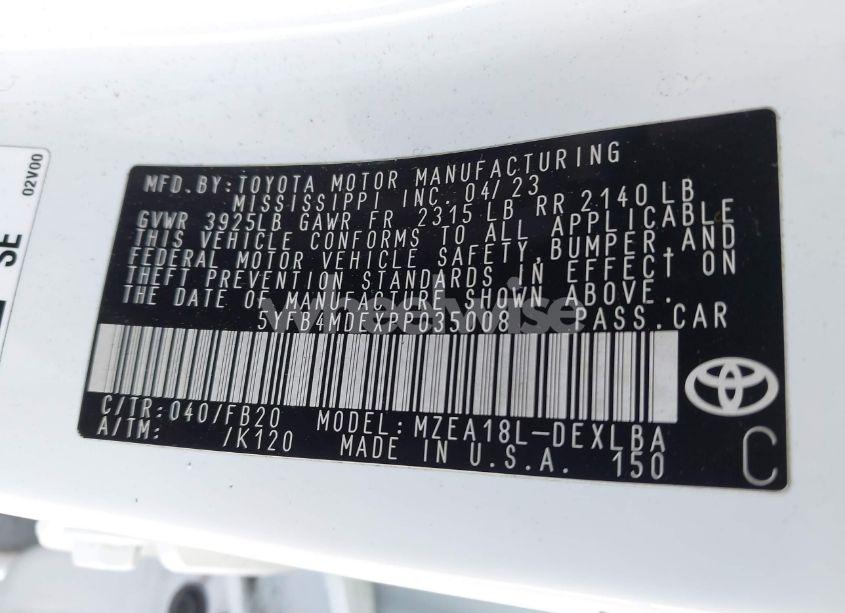 02V00
SE
MFD. BY: TOYOTA MOTOR MANUFACTURING
MISSISSIPPI INC. 04/23
GVWR 3925LB GAWR FR 2315 LB RR 2140 LB
THIS VEHICLE CONFORMS TO ALL APPLICABLE
FEDERAL MOTOR VEHICLE SAFETY, BUMPER, AND
THEFT PREVENTION STANDARDS IN EFFECT ON
THE DATE OF MANUFACTURE SHOWN ABOVE.
5YFB4MDEXPP035008 PASS. CAR
C/TR: 040/FB20 MODEL: MZEA18L-DEXLBA
A/TM: /K120 MADE IN U.S.A. 150
C